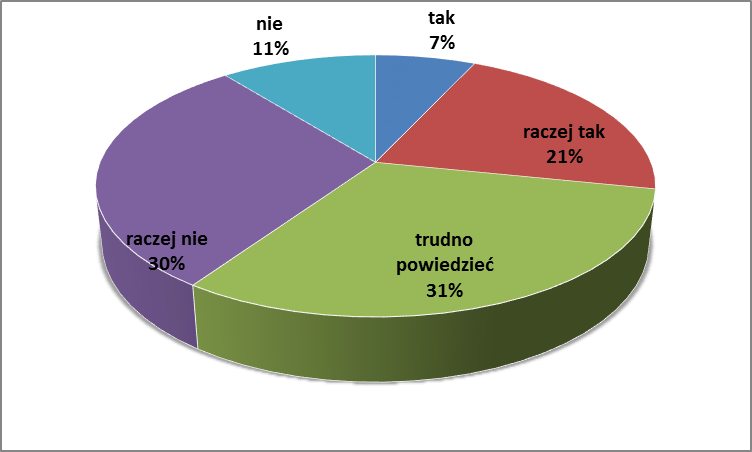 nie
11%
tak
7%
raczej tak
21%
raczej nie
30%
trudno
powiedzieć
31%